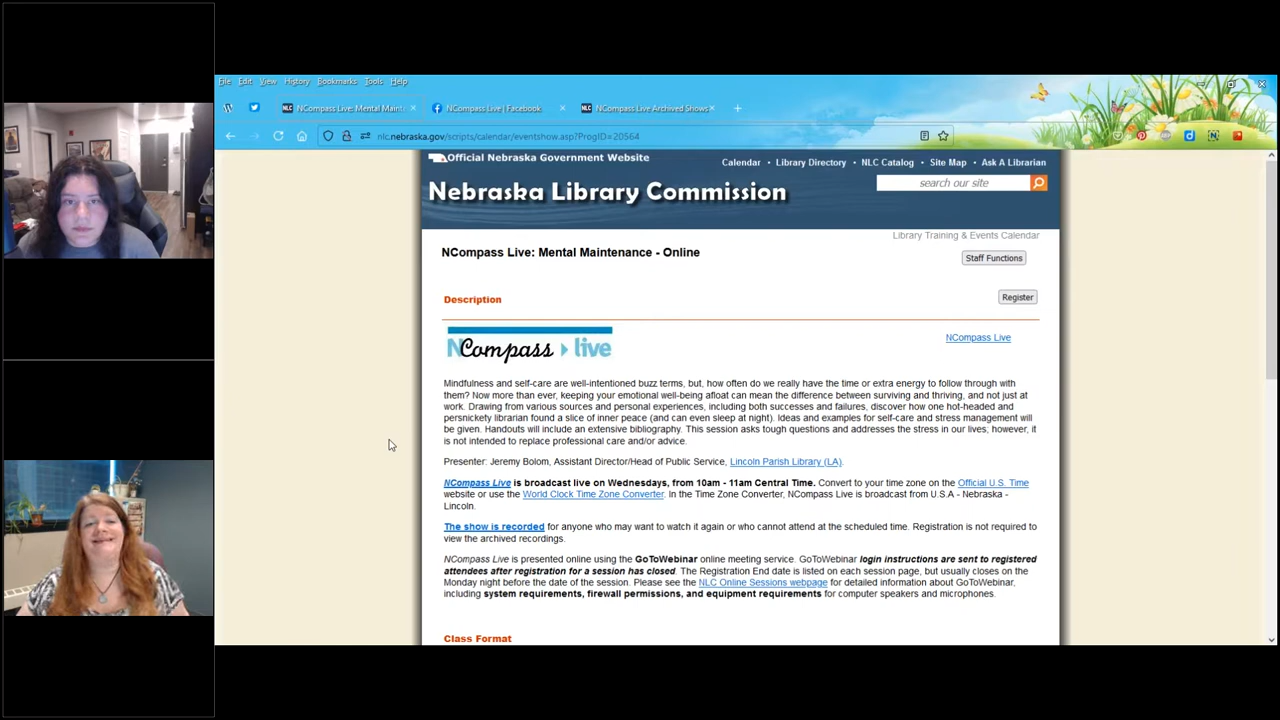 File Edit View History Bookmarks Tools Help
NCompass Live: Mental Maint
NCompass Live | Facebook
NCompass Live Archived Shows
nlc.nebraska.gov/scripts/calendar/eventshow.asp?ProgID=20564
Official Nebraska Government Website
Calendar • Library Directory • NLC Catalog • Site Map • Ask A Librarian
Nebraska Library Commission
search our site
Library Training & Events Calendar
NCompass Live: Mental Maintenance - Online
Staff Functions
Description
Register
NCompass live
NCompass Live
Mindfulness and self-care are well-intentioned buzz terms, but, how often do we really have the time or extra energy to follow through with
them? Now more than ever, keeping your emotional well-being afloat can mean the difference between surviving and thriving, and not just at
work. Drawing from various sources and personal experiences, including both successes and failures, discover how one hot-headed and
persnickety librarian found a slice of inner peace (and can even sleep at night). Ideas and examples for self-care and stress management will
be given. Handouts will include an extensive bibliography. This session asks tough questions and addresses the stress in our lives; however, it
is not intended to replace professional care and/or advice.
Presenter: Jeremy Bolom, Assistant Director/Head of Public Service, Lincoln Parish Library (LA).
NCompass Live is broadcast live on Wednesdays, from 10am - 11am Central Time. Convert to your time zone on the Official U.S. Time
website or use the World Clock Time Zone Converter. In the Time Zone Converter, NCompass Live is broadcast from U.S.A - Nebraska -
Lincoln.
The show is recorded for anyone who may want to watch it again or who cannot attend at the scheduled time. Registration is not required to
view the archived recordings.
NCompass Live is presented online using the GoToWebinar online meeting service. GoToWebinar login instructions are sent to registered
attendees after registration for a session has closed. The Registration End date is listed on each session page, but usually closes on the
Monday night before the date of the session. Please see the NLC Online Sessions webpage for detailed information about GoToWebinar,
including system requirements, firewall permissions, and equipment requirements for computer speakers and microphones.
Class Format